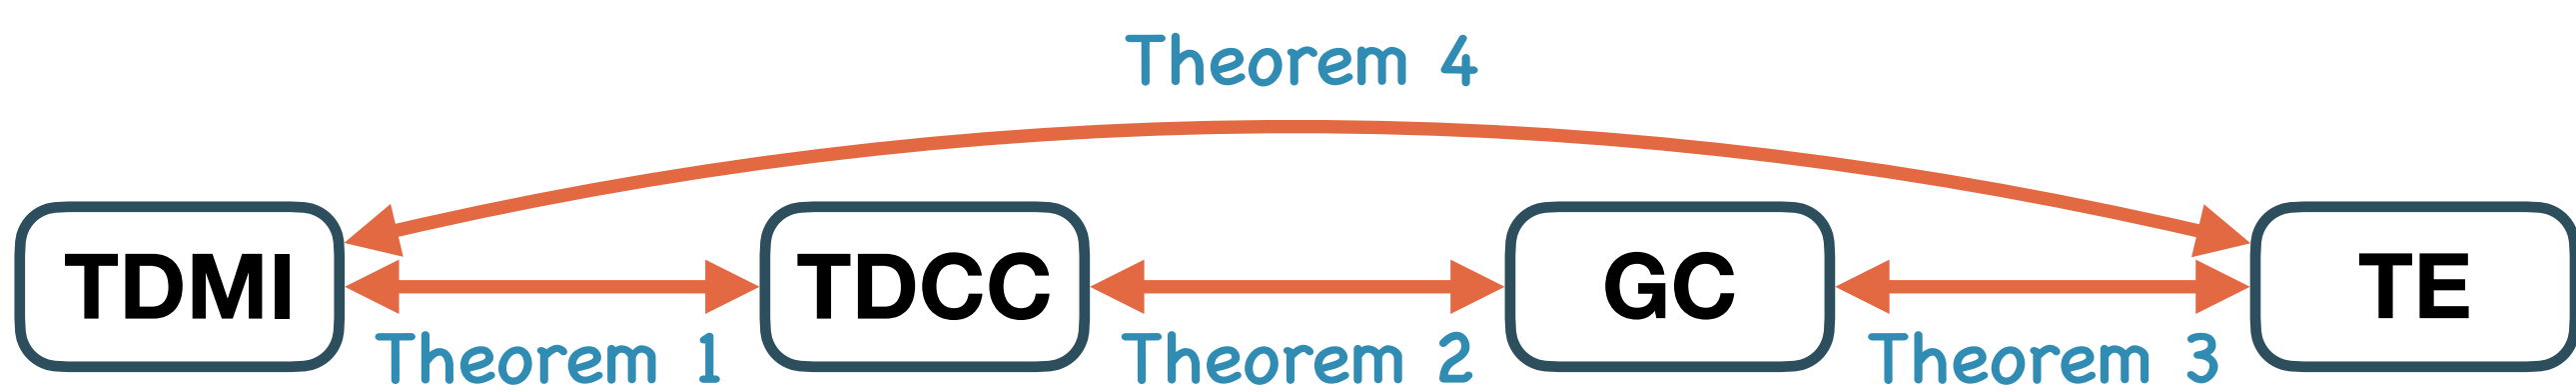 Theorem 4
TDMI
TDCC
GC
TE
Theorem 1
Theorem 2
Theorem 3